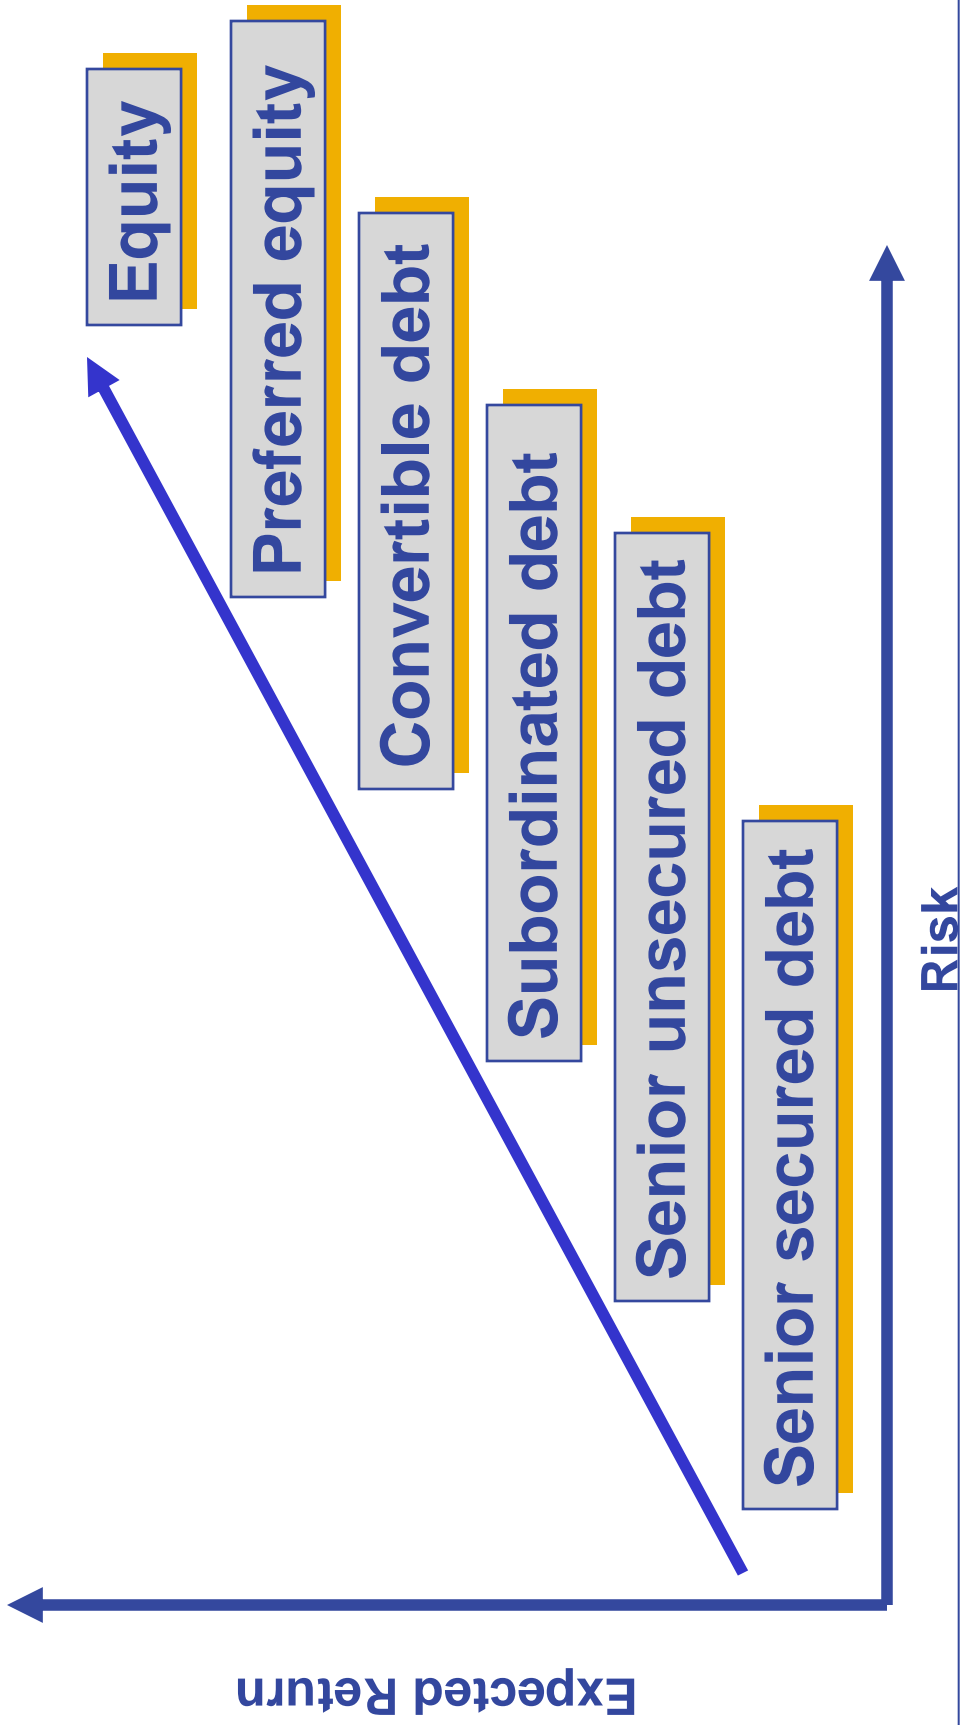 Equity
Preferred equity
Convertible debt
Subordinated debt
Senior unsecured debt
Senior secured debt
Risk
Expected Return